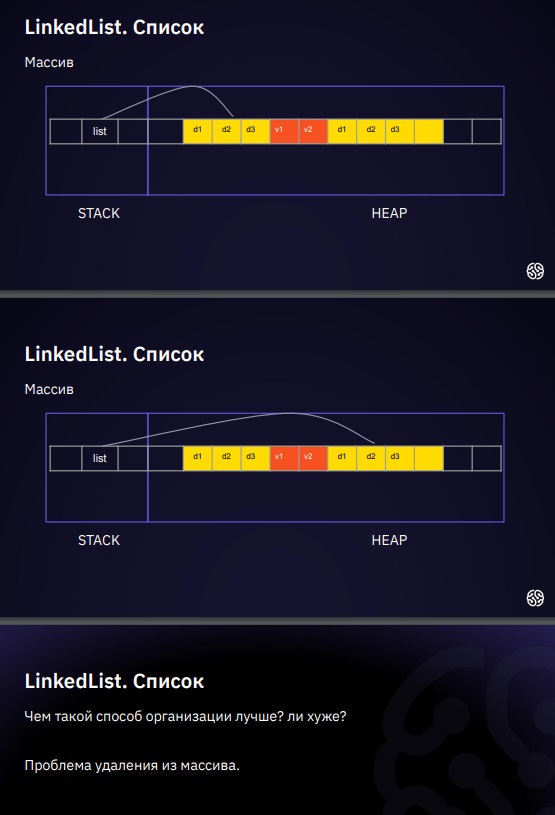 LinkedList. Список
Массив
list d1 d2 d3 v1 v2 d1 d2 d3
STACK HEAP
LinkedList. Список
Массив
list d1 d2 d3 v1 v2 d1 d2 d3
STACK HEAP
LinkedList. Список
Чем такой способ организации лучше? ли хуже?
Проблема удаления из массива.